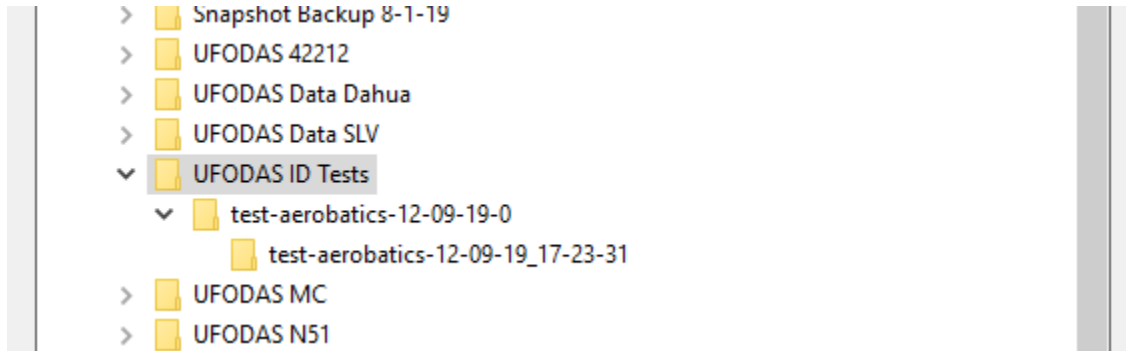 Snapshot Backup 8-1-19
UFODAS 42212
UFODAS Data Dahua
UFODAS Data SLV
UFODAS ID Tests
test-aerobatics-12-09-19-0
test-aerobatics-12-09-19_17-23-31
UFODAS MC
UFODAS N51